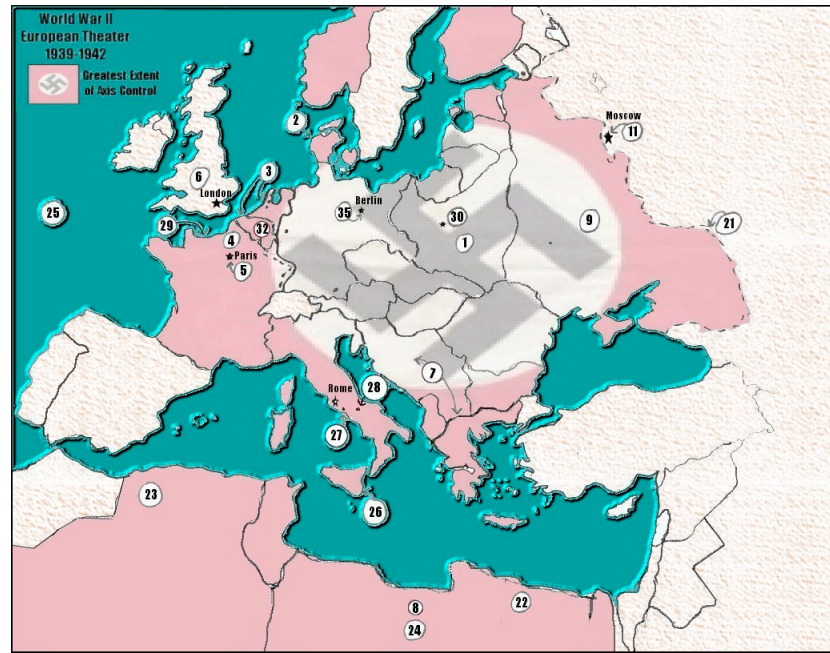 World War II
European Theater
1939-1942
Greatest Extent
of Axis Control
2
Moscow
11
3
6
London
Berlin
35
30
25
29
4
32
1
9
21
Paris
5
7
Rome
28
27
23
26
22
8
24